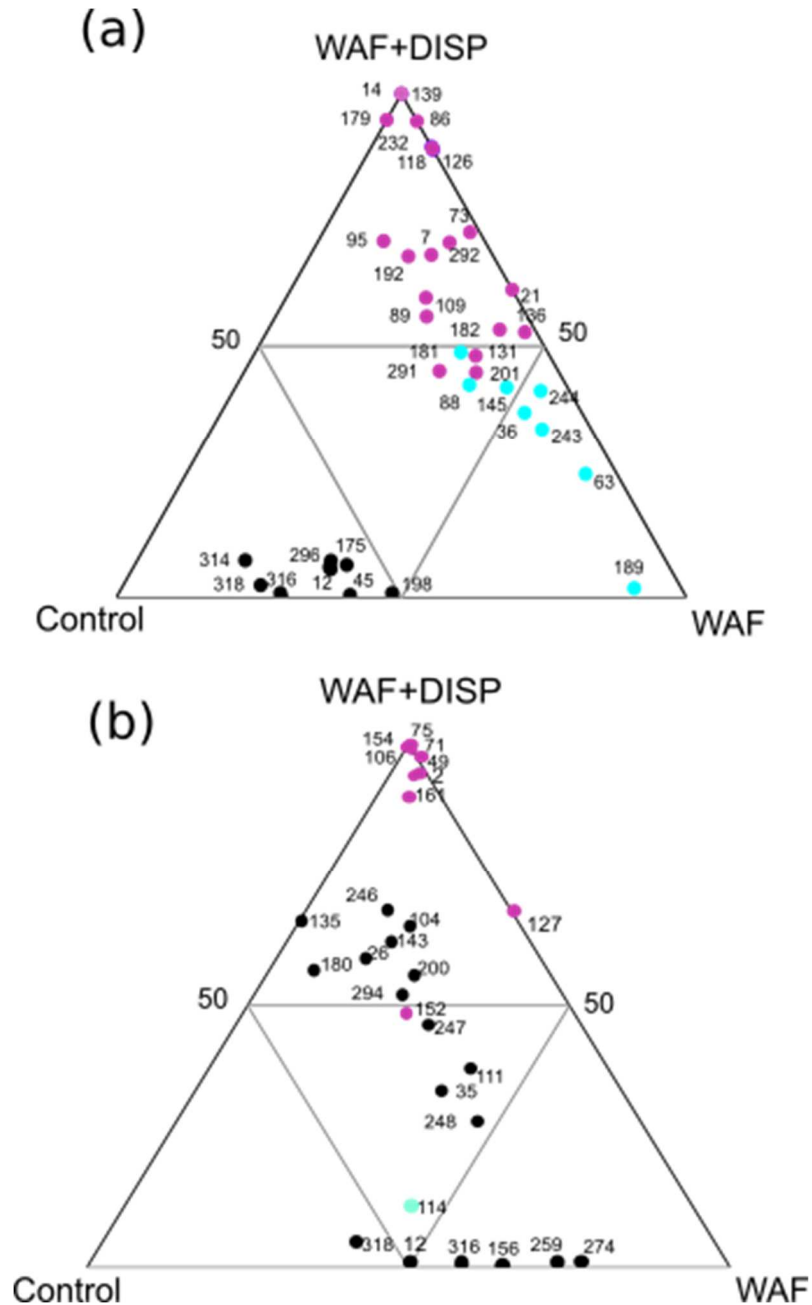 (a)
WAF+DISP
14 139
179 86
232
118 126
73
95 7
292
192
21
109
89 182 136
50 50
181 131
291 201
88 145 244
36 243
63
314 296 175 189
318 316 12 45 198
Control WAF
(b)
WAF+DISP
75
154 71
106 49
2
161
246
135 104 127
143
26
180 200
294
50 50
152
247
111
35
248
114
318 12 316 156 259 274
Control WAF